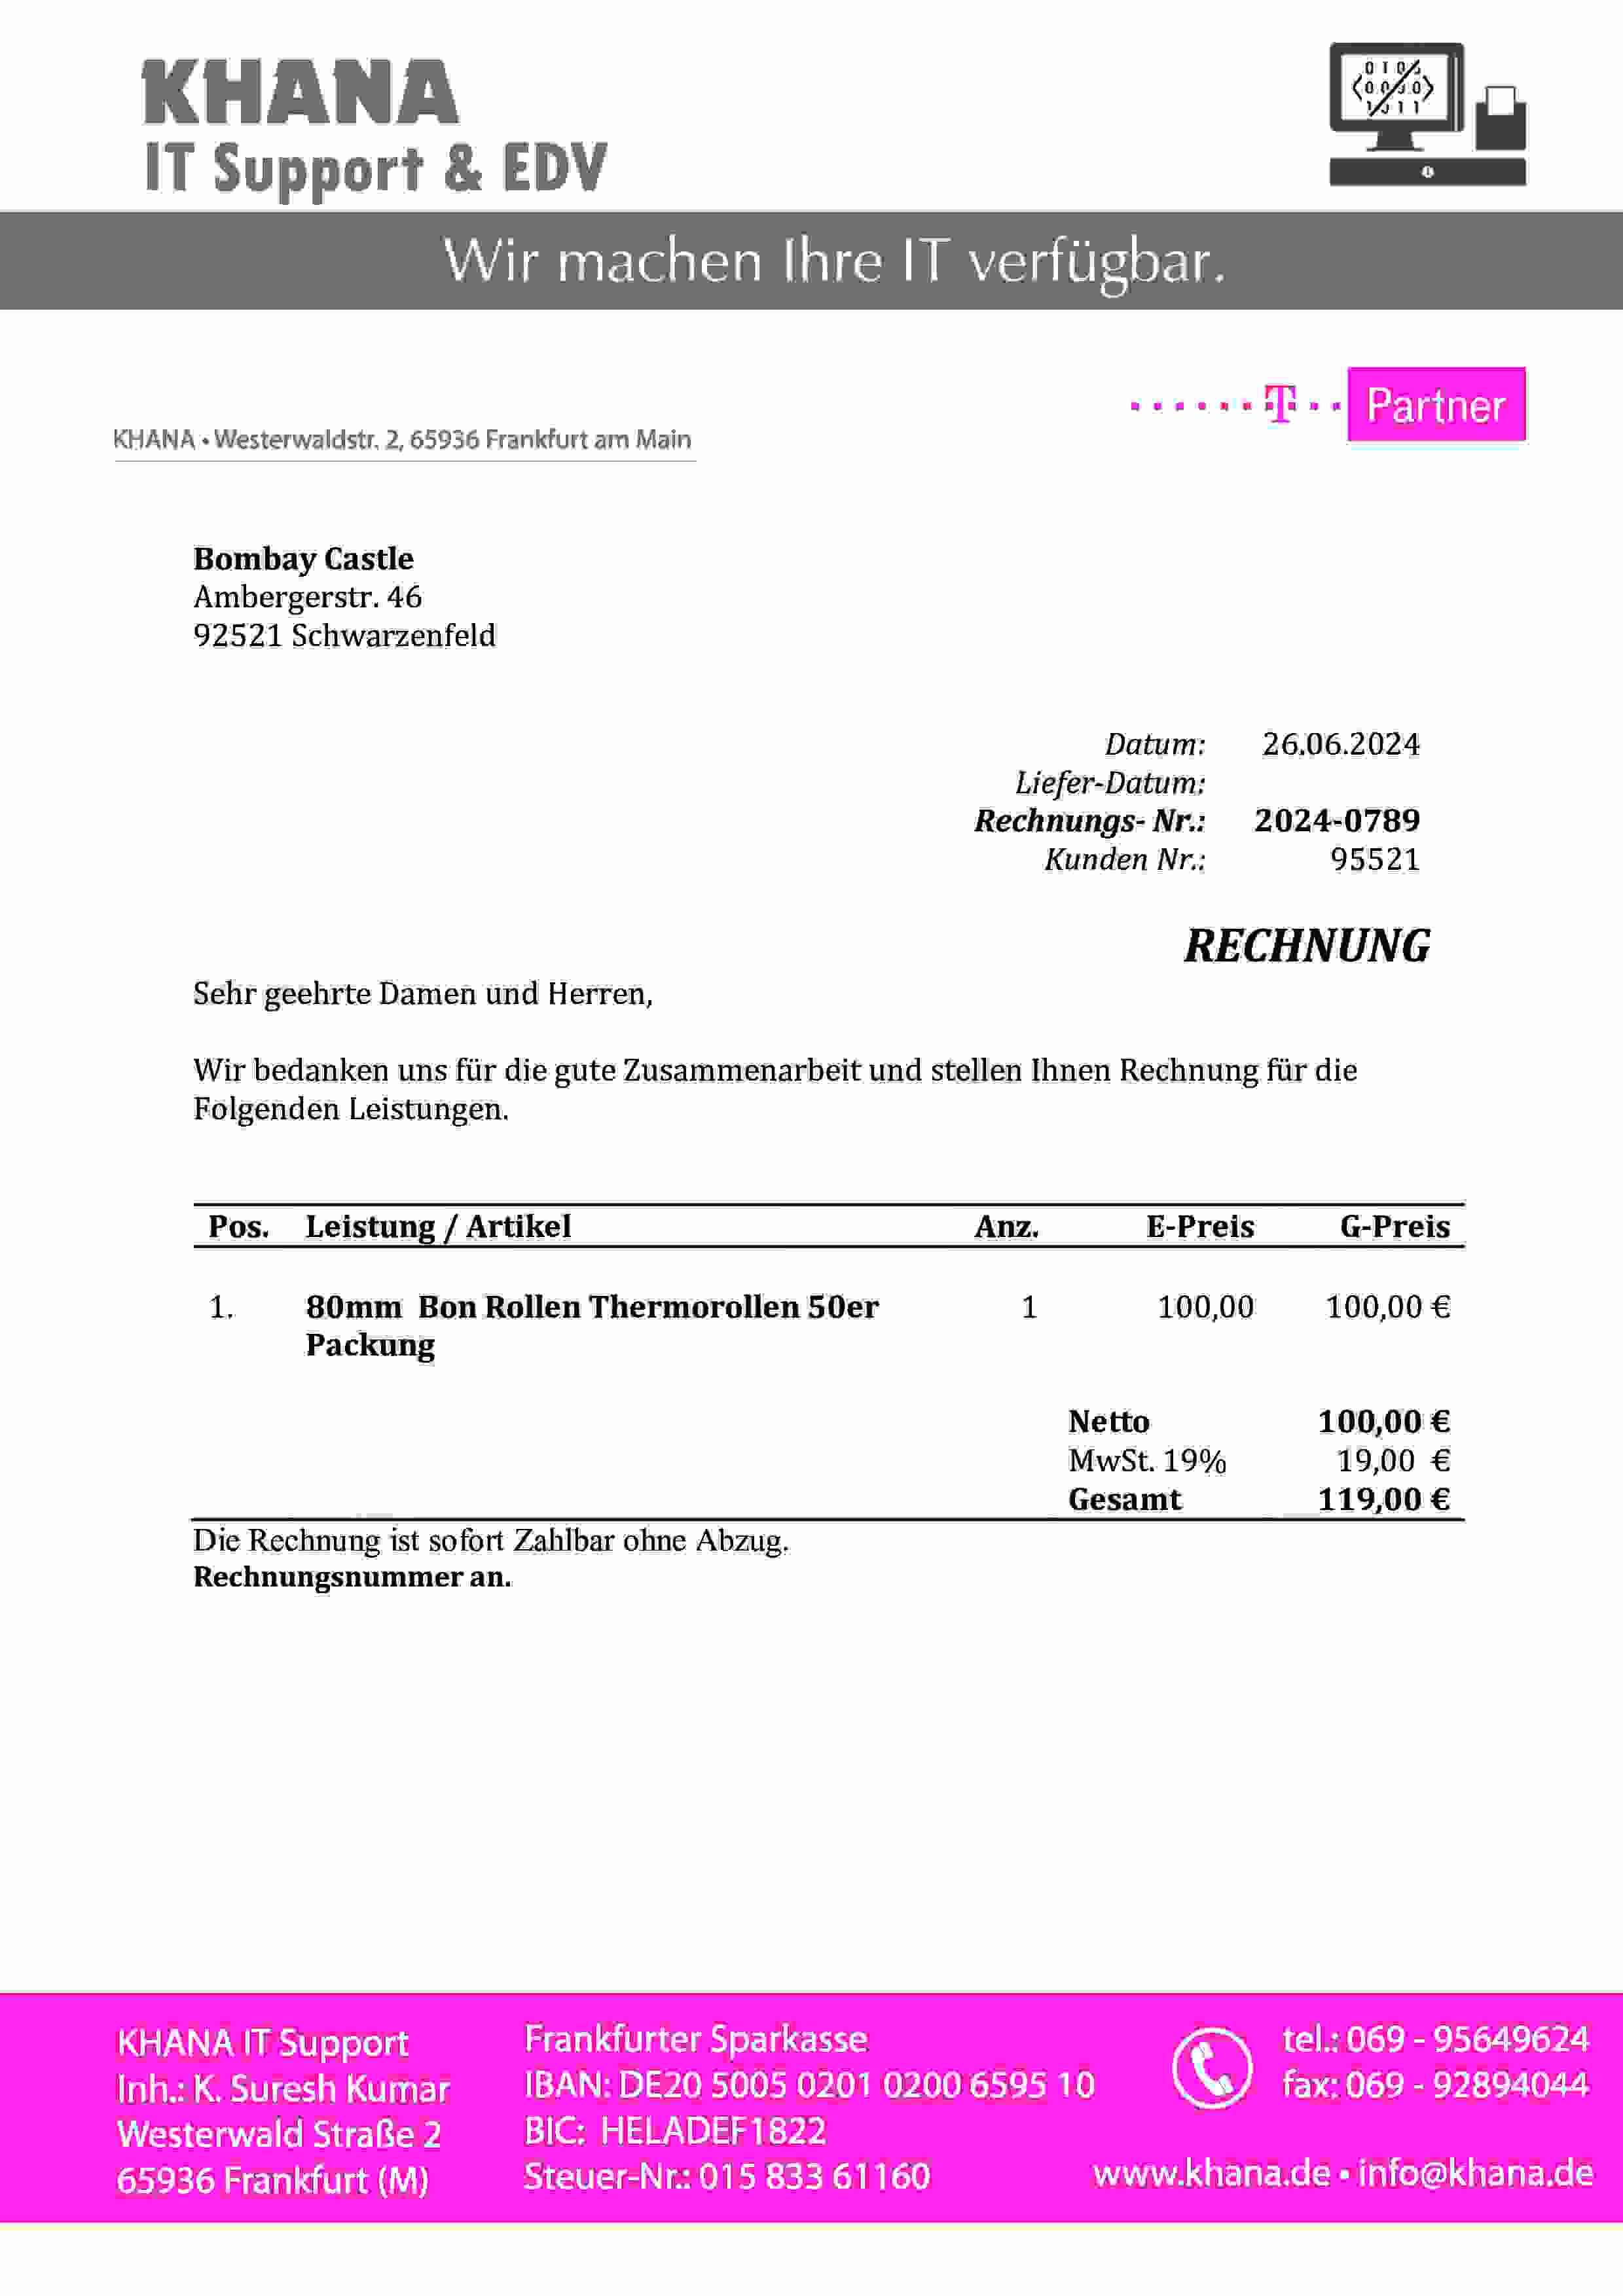 KHANA
IT Support & EDV
Wir machen Ihre IT verfügbar.
T Partner
KHANA • Westerwaldstr. 2, 65936 Frankfurt am Main
Bombay Castle
Ambergerstr. 46
92521 Schwarzenfeld
Datum: 26.06.2024
Liefer-Datum:
Rechnungs- Nr.: 2024-0789
Kunden Nr.: 95521
RECHNUNG
Sehr geehrte Damen und Herren,
Wir bedanken uns für die gute Zusammenarbeit und stellen Ihnen Rechnung für die
Folgenden Leistungen.
Pos. Leistung / Artikel Anz. E-Preis G-Preis
1. 80mm Bon Rollen Thermorollen 50er 1 100,00 100,00 €
Packung
Netto 100,00 €
MwSt. 19% 19,00 €
Gesamt 119,00 €
Die Rechnung ist sofort Zahlbar ohne Abzug.
Rechnungsnummer an.
KHANA IT Support
Inh.: K. Suresh Kumar
Westerwald Straße 2
65936 Frankfurt (M)
Frankfurter Sparkasse
IBAN: DE20 5005 0201 0200 6595 10
BIC: HELADEF1822
Steuer-Nr.: 015 833 61160
tel.: 069 - 95649624
fax: 069 - 92894044
www.khana.de • info@khana.de